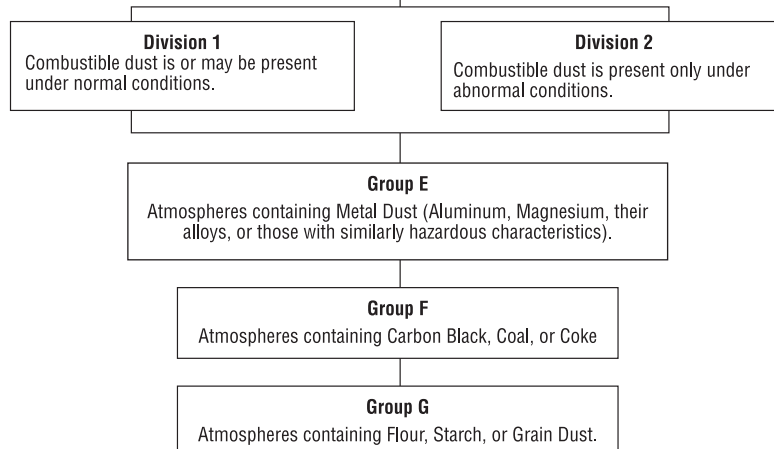 Division 1
Combustible dust is or may be present
under normal conditions.
Division 2
Combustible dust is present only under
abnormal conditions.
Group E
Atmospheres containing Metal Dust (Aluminum, Magnesium, their
alloys, or those with similarly hazardous characteristics).
Group F
Atmospheres containing Carbon Black, Coal, or Coke
Group G
Atmospheres containing Flour, Starch, or Grain Dust.